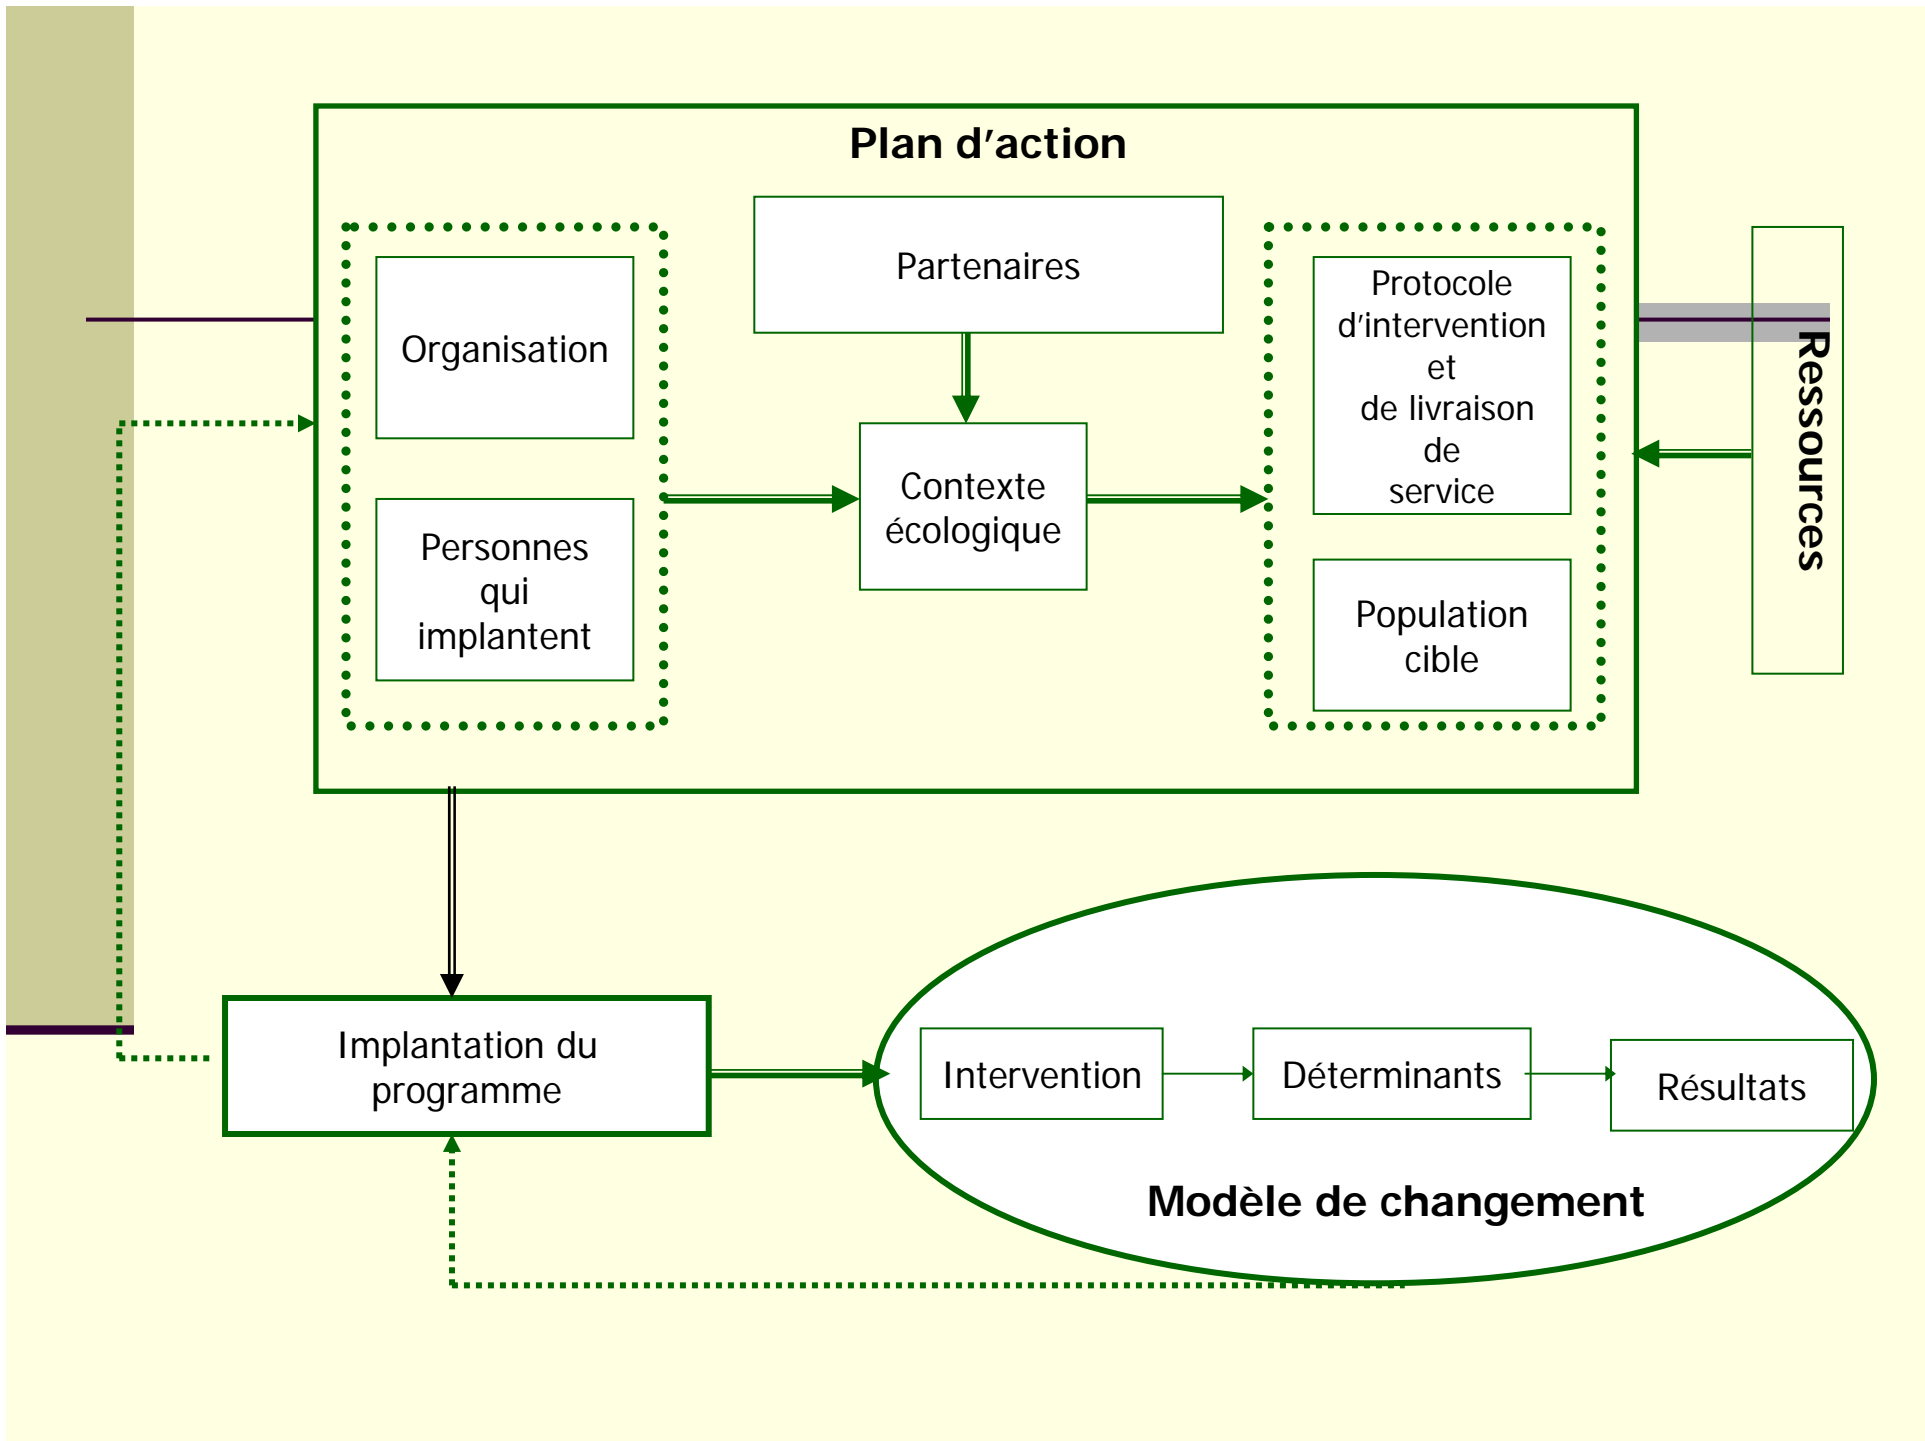 Plan d’action
Partenaires
Organisation
Personnes
qui
implantent
Contexte
écologique
Protocole
d’intervention
et
de livraison
de
service
Population
cible
Ressources
Implantation du
programme
Intervention
Déterminants
Résultats
Modèle de changement